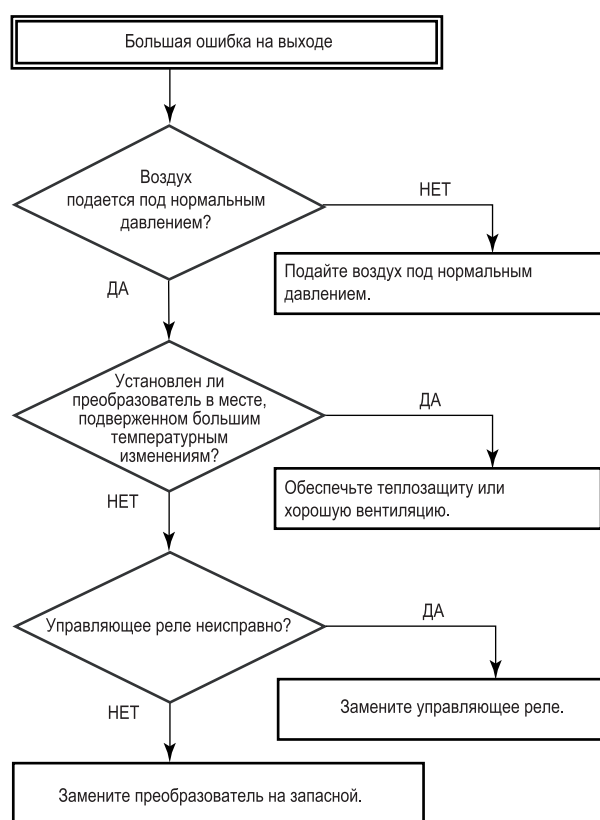 Большая ошибка на выходе
Воздух
подается под нормальным
давлением?
НЕТ
Подайте воздух под нормальным
давлением.
ДА
Установлен ли
преобразователь в месте,
подверженном большим
температурным
изменениям?
ДА
Обеспечьте теплозащиту или
хорошую вентиляцию.
НЕТ
Управляющее реле неисправно?
ДА
Замените управляющее реле.
НЕТ
Замените преобразователь на запасной.